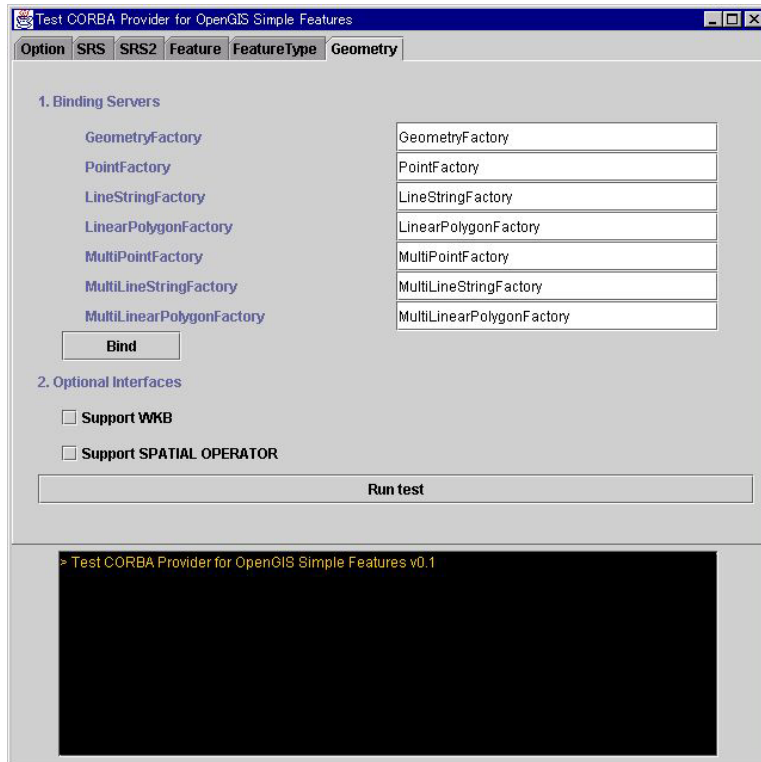 Test CORBA Provider for OpenGIS Simple Features
Option SRS SRS2 Feature FeatureType Geometry
1. Binding Servers
GeometryFactory GeometryFactory
PointFactory PointFactory
LineStringFactory LineStringFactory
LinearPolygonFactory LinearPolygonFactory
MultiPointFactory MultiPointFactory
MultiLineStringFactory MultiLineStringFactory
MultiLinearPolygonFactory MultiLinearPolygonFactory
Bind
2. Optional Interfaces
Support WKB
Support SPATIAL OPERATOR
Run test
> Test CORBA Provider for OpenGIS Simple Features v0.1